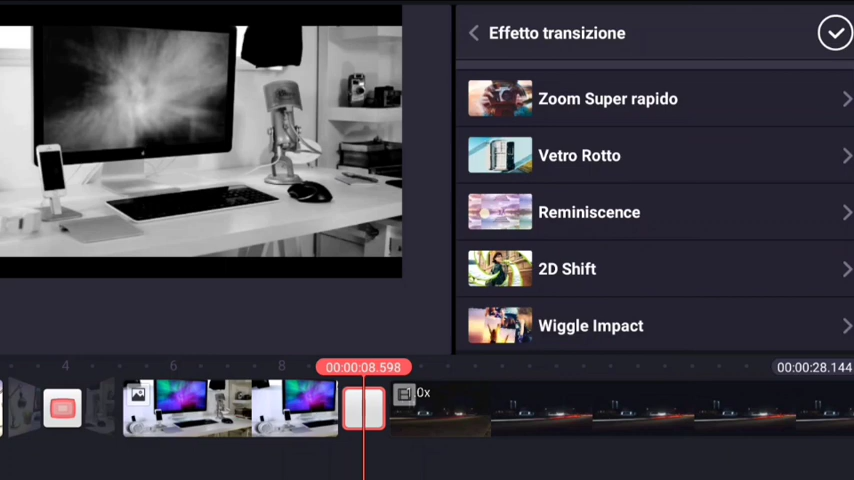 Effetto transizione
Zoom Super rapido
Vetro Rotto
Reminiscence
2D Shift
Wiggle Impact
4
6
8
00:00:08.598
00:00:28.144
1.0x